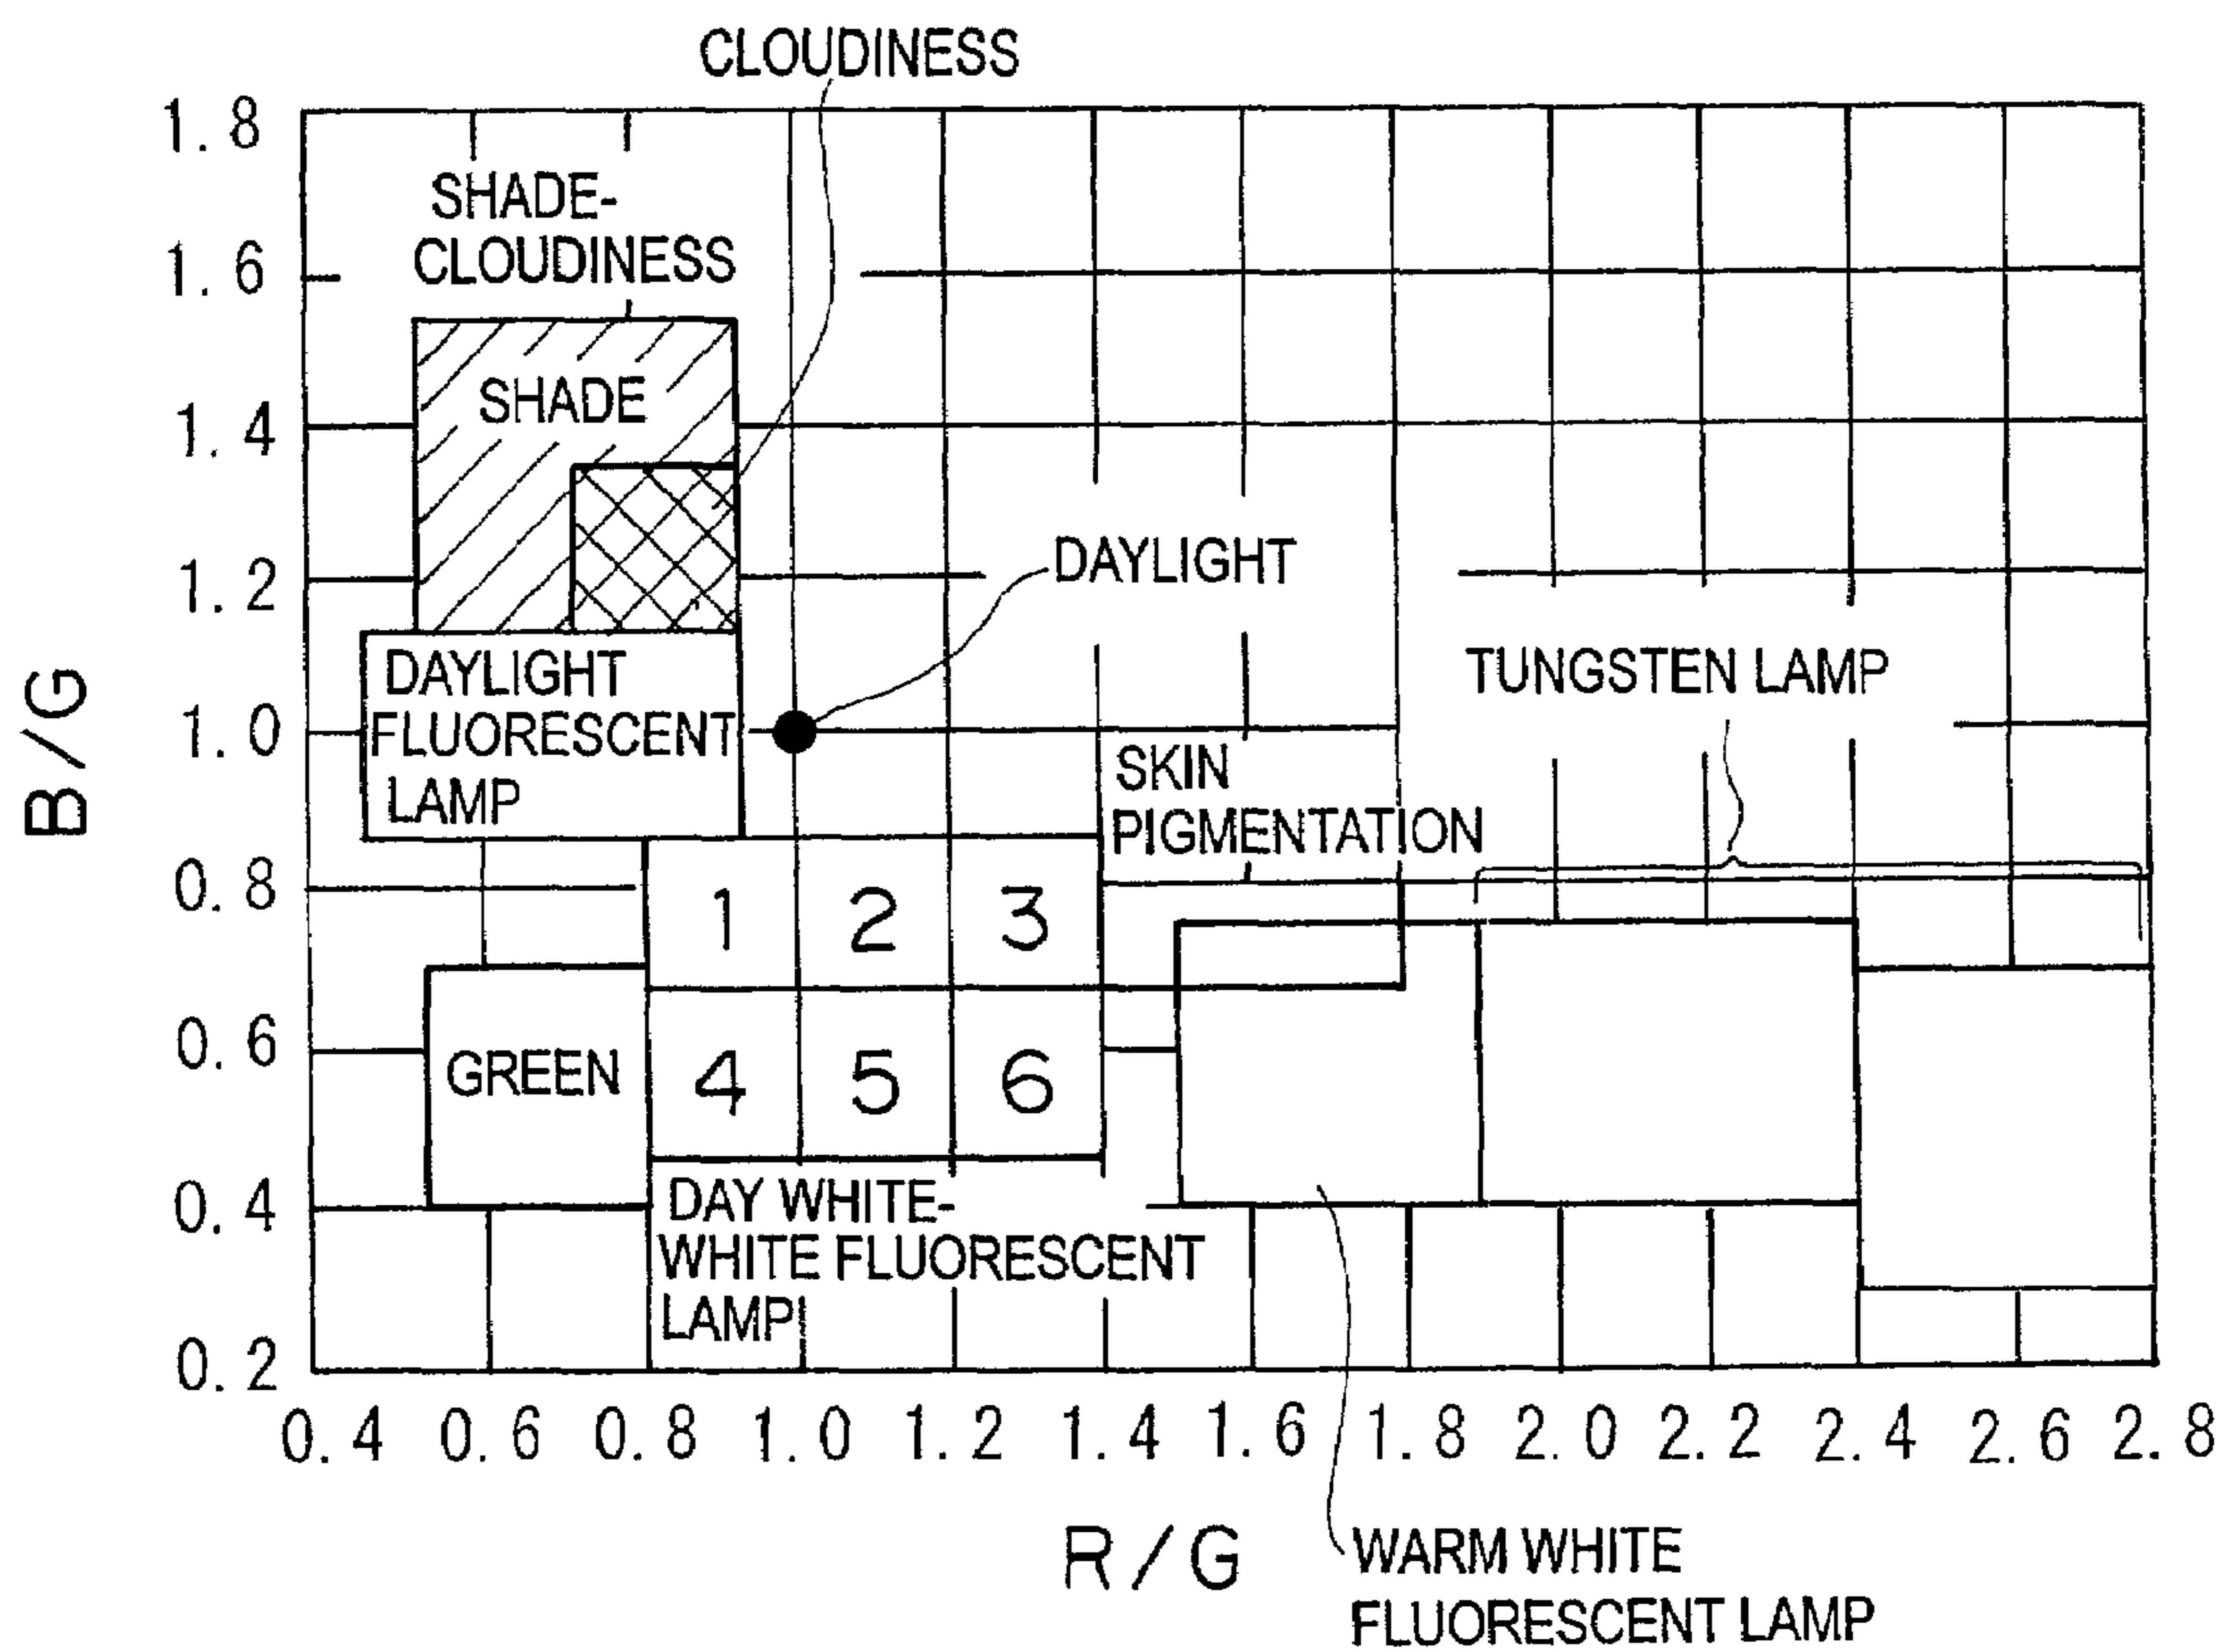 CLOUDINESS
1.8
SHADE-
CLOUDINESS
1.6
SHADE
1.4
DAYLIGHT
1.2
TUNGSTEN LAMP
DAYLIGHT
FLUORESCENT
LAMP
1.0
B/G
SKIN
PIGMENTATION
0.8
1 2 3
0.6
GREEN
4 5 6
0.4
DAY WHITE-
WHITE FLUORESCENT
LAMP
0.2
0.4 0.6 0.8 1.0 1.2 1.4 1.6 1.8 2.0 2.2 2.4 2.6 2.8
R/G
WARM WHITE
FLUORESCENT LAMP